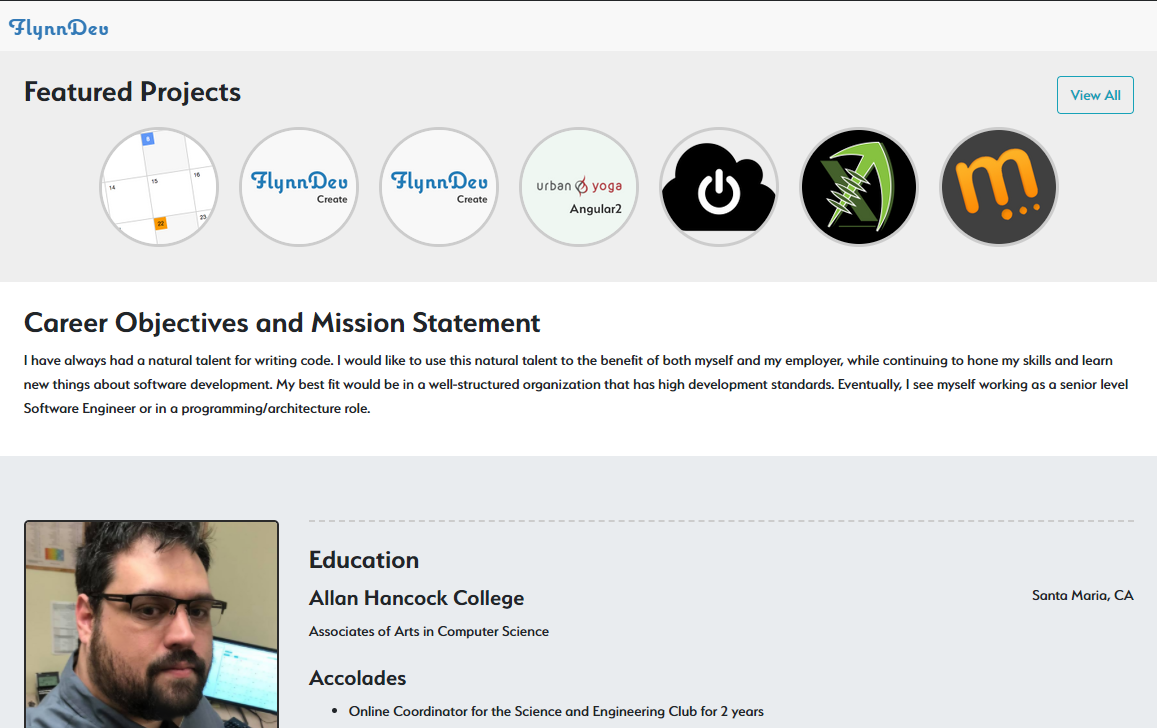 FlynnDev
Featured Projects
View All
8
14
15
16
22
23
FlynnDev
Create
FlynnDev
Create
urban yoga
Angular2
m
Career Objectives and Mission Statement
I have always had a natural talent for writing code. I would like to use this natural talent to the benefit of both myself and my employer, while continuing to hone my skills and learn
new things about software development. My best fit would be in a well-structured organization that has high development standards. Eventually, I see myself working as a senior level
Software Engineer or in a programming/architecture role.
Education
Allan Hancock College
Santa Maria, CA
Associates of Arts in Computer Science
Accolades
Online Coordinator for the Science and Engineering Club for 2 years